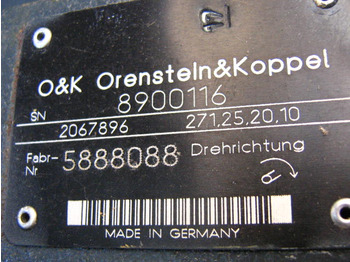 O&K Orenstein&Koppel
8900116
SN
2067896 271.25.20.10
Fabr-Nr 5888088 Drehrichtung
MADE IN GERMANY